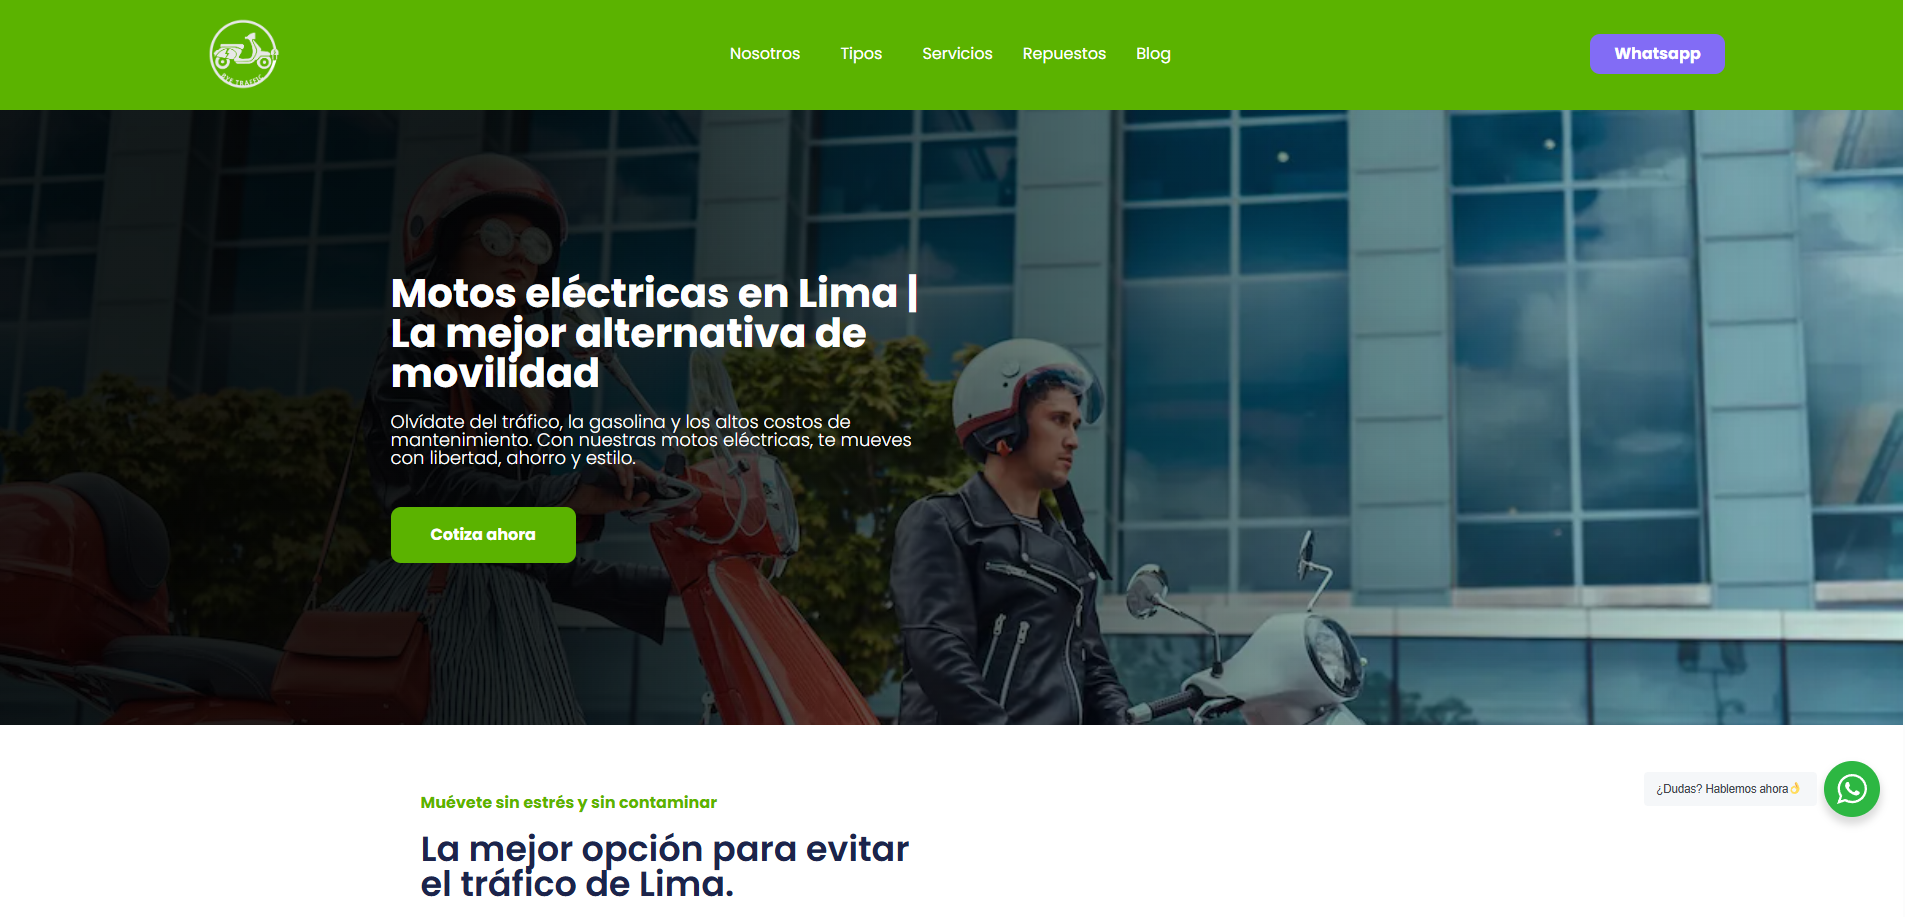 BYE TRAFFIC
Nosotros
Tipos
Servicios
Repuestos
Blog
Whatsapp
Motos eléctricas en Lima |
La mejor alternativa de
movilidad
Olvídate del tráfico, la gasolina y los altos costos de
mantenimiento. Con nuestras motos eléctricas, te mueves
con libertad, ahorro y estilo.
Cotiza ahora
Muévete sin estrés y sin contaminar
La mejor opción para evitar
el tráfico de Lima.
¿Dudas? Hablemos ahora👌